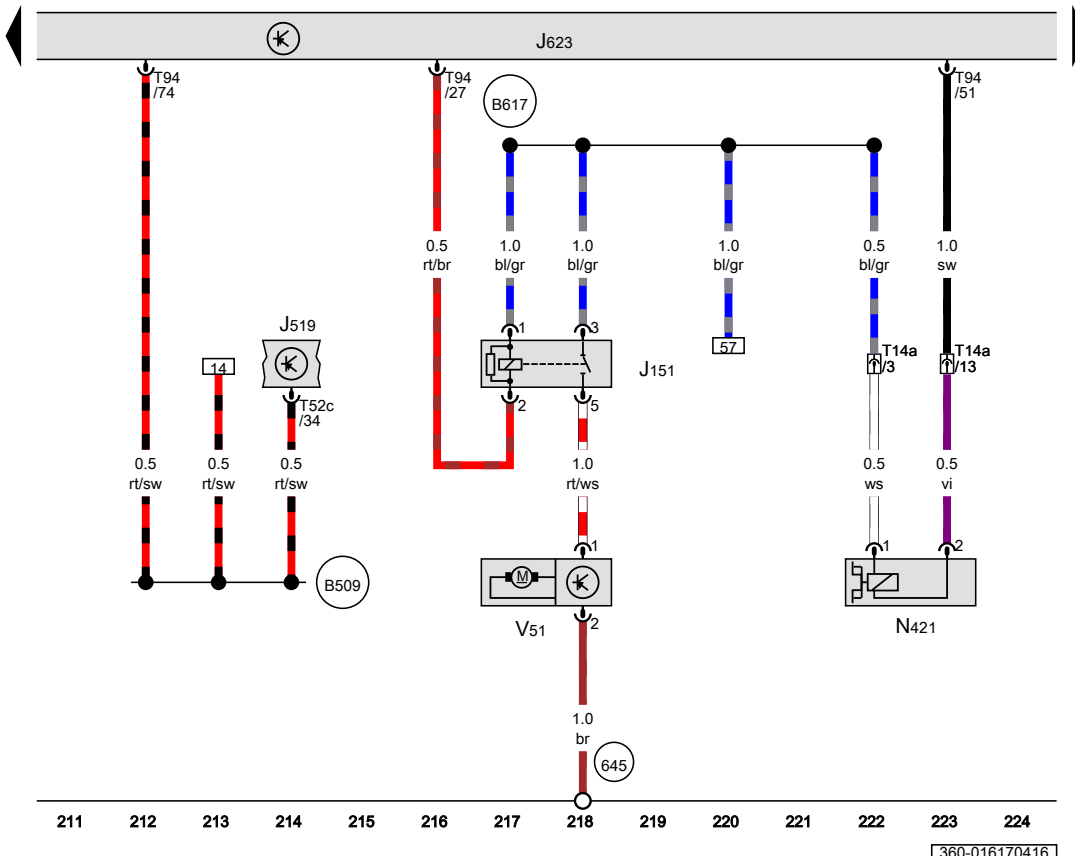 J623
T94
/74
T94
/27
T94
/51
B617
0.5
rt/br
1.0
bl/gr
1.0
bl/gr
1.0
bl/gr
0.5
bl/gr
1.0
sw
J519
14
T52c
/34
1
3
J151
2
5
57
T14a
/3
T14a
/13
0.5
rt/sw
0.5
rt/sw
0.5
rt/sw
1.0
rt/ws
0.5
ws
0.5
vi
B509
1
M
V51
2
1
2
N421
1.0
br
645
211 212 213 214 215 216 217 218 219 220 221 222 223 224
360-016170416